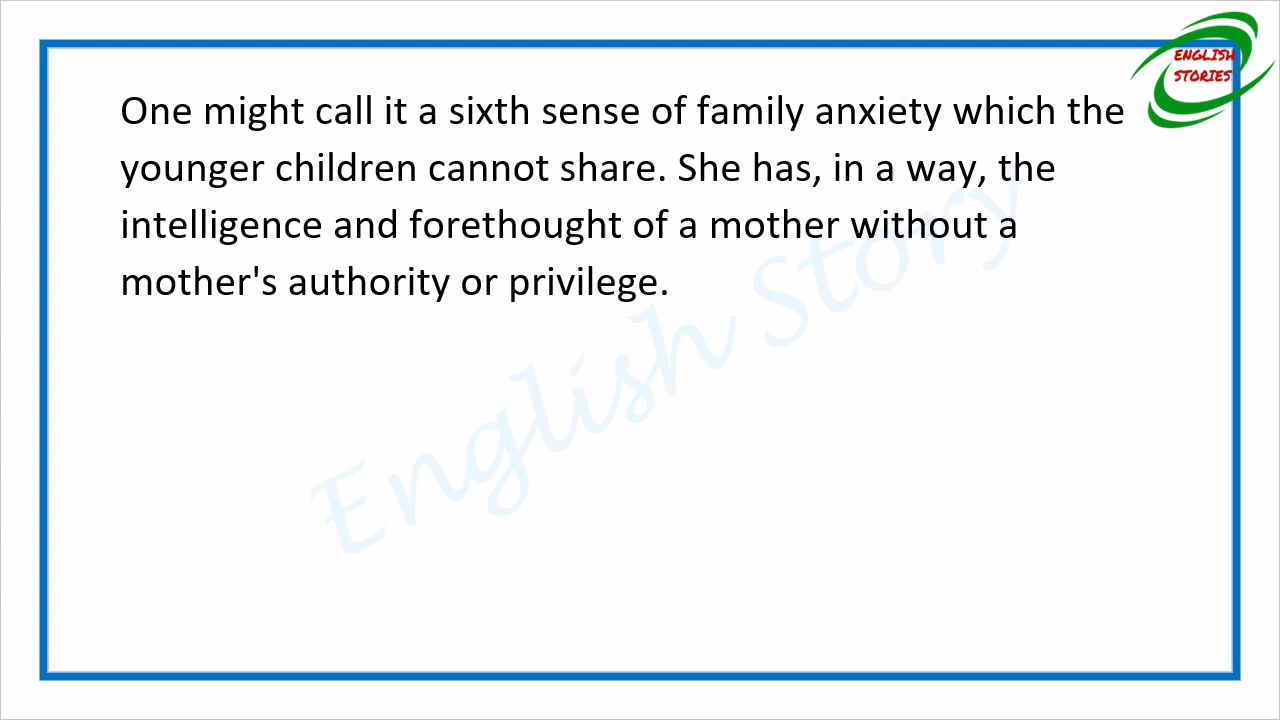 ENGLISH
STORIES
One might call it a sixth sense of family anxiety which the
younger children cannot share. She has, in a way, the
intelligence and forethought of a mother without a
mother's authority or privilege.
English Story